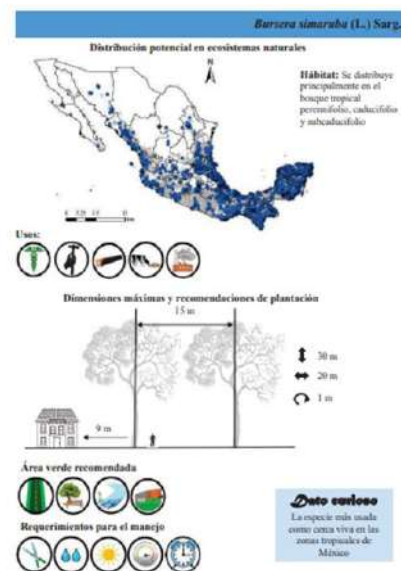 Bursera simaruba (L.) Sarg.
Distribución potencial en ecosistemas naturales
N
Hábitat: Se distribuye
principalmente en el
bosque tropical
perennifolio, caducifolio
y subcaducifolio
Usos:
Dimensiones máximas y recomendaciones de plantación
15 m
30 m
20 m
1 m
9 m
Área verde recomendada
Requerimientos para el manejo
Dato curioso
La especie más usada
como cerca viva en las
zonas tropicales de
México